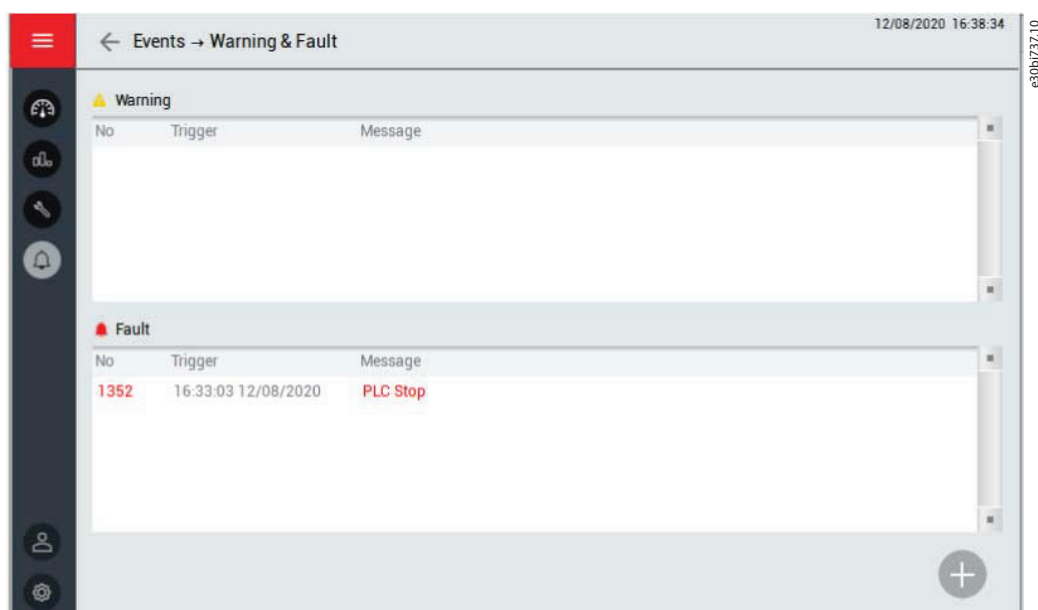 12/08/2020 16:38:34
Events → Warning & Fault
e30bi737.10
Warning
No Trigger Message
Fault
No Trigger Message
1352 16:33:03 12/08/2020 PLC Stop